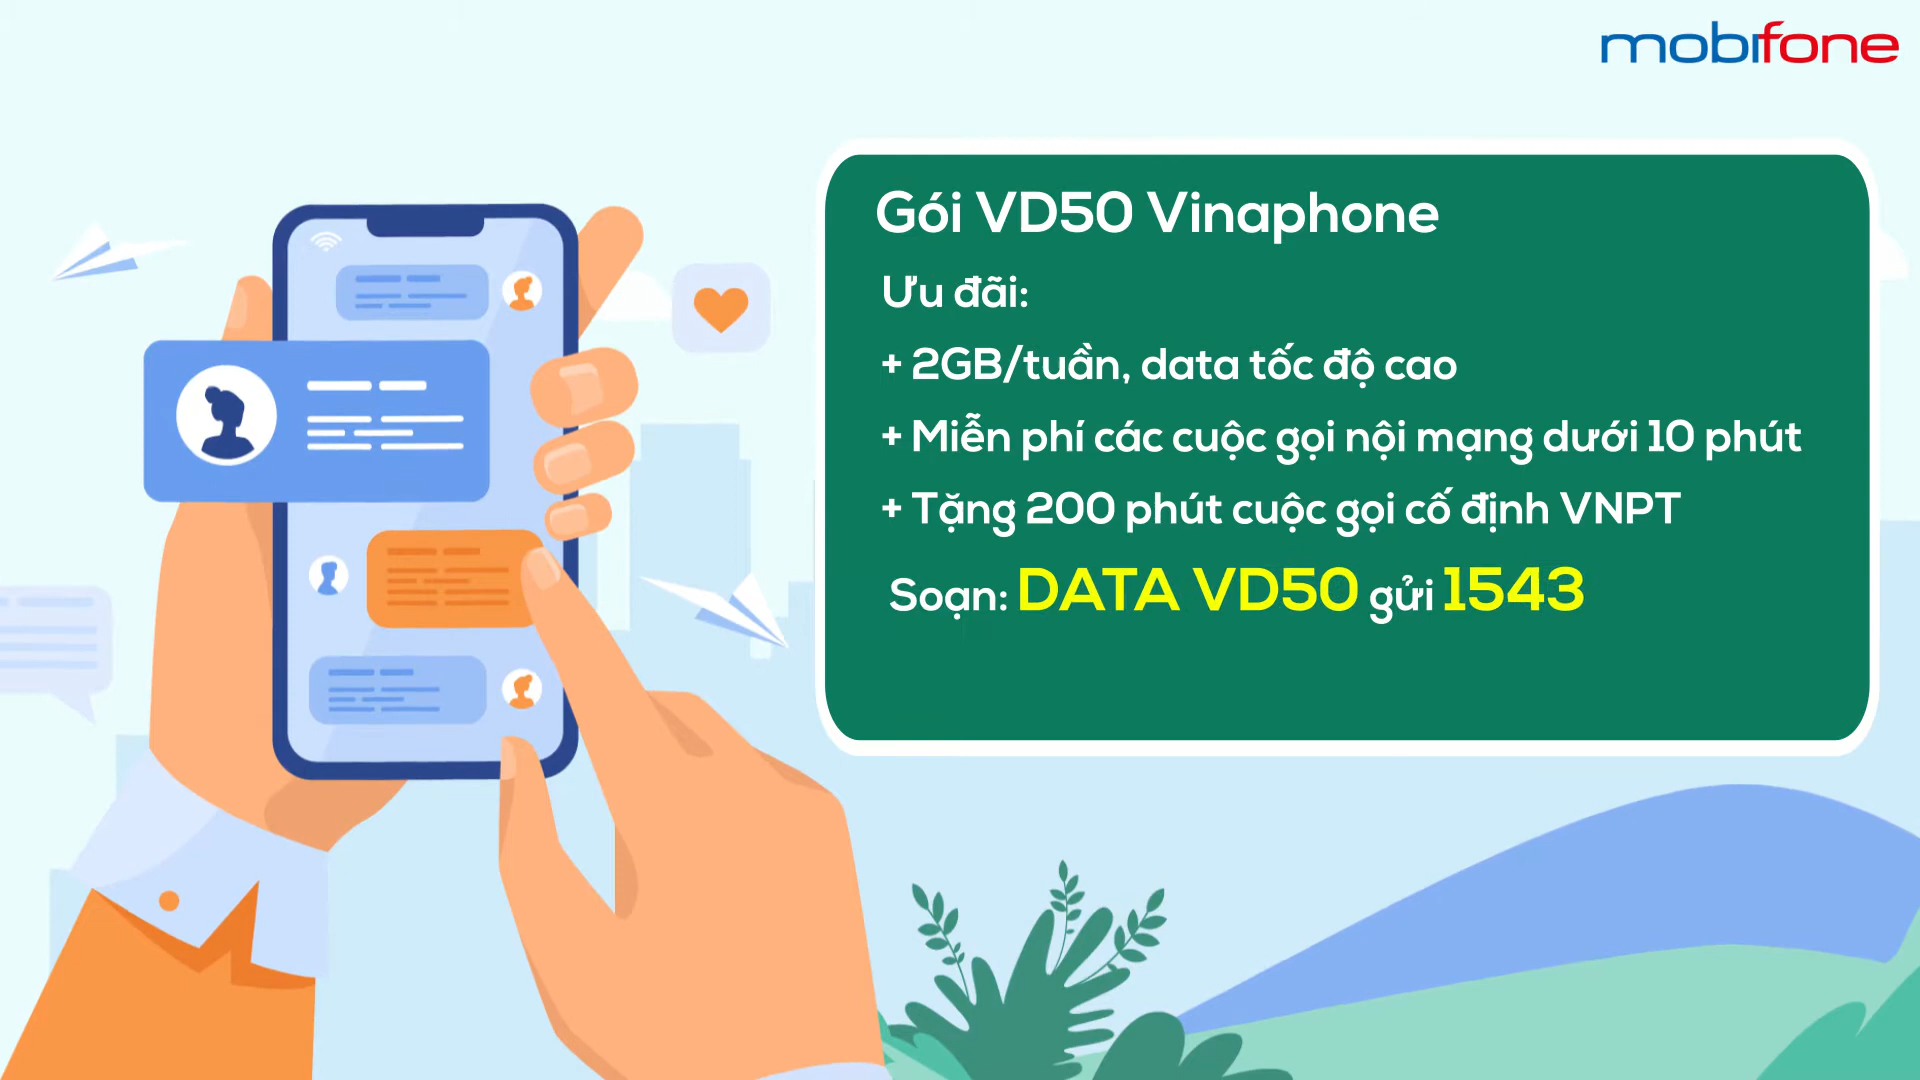 mobifone
Gói VD50 Vinaphone
Ưu đãi:
+ 2GB/tuần, data tốc độ cao
+ Miễn phí các cuộc gọi nội mạng dưới 10 phút
+ Tặng 200 phút cuộc gọi cố định VNPT
Soạn: DATA VD50 gửi 1543